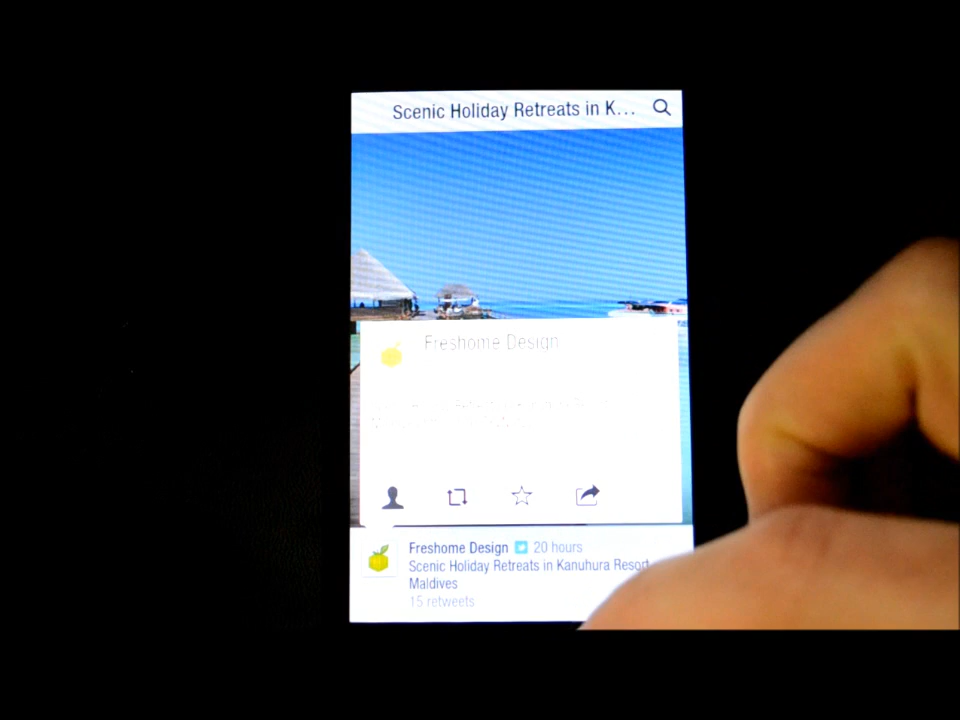 Scenic Holiday Retreats in K...
Freshome Design
Freshome Design 20 hours
Scenic Holiday Retreats in Kanuhura Resort
Maldives
15 retweets